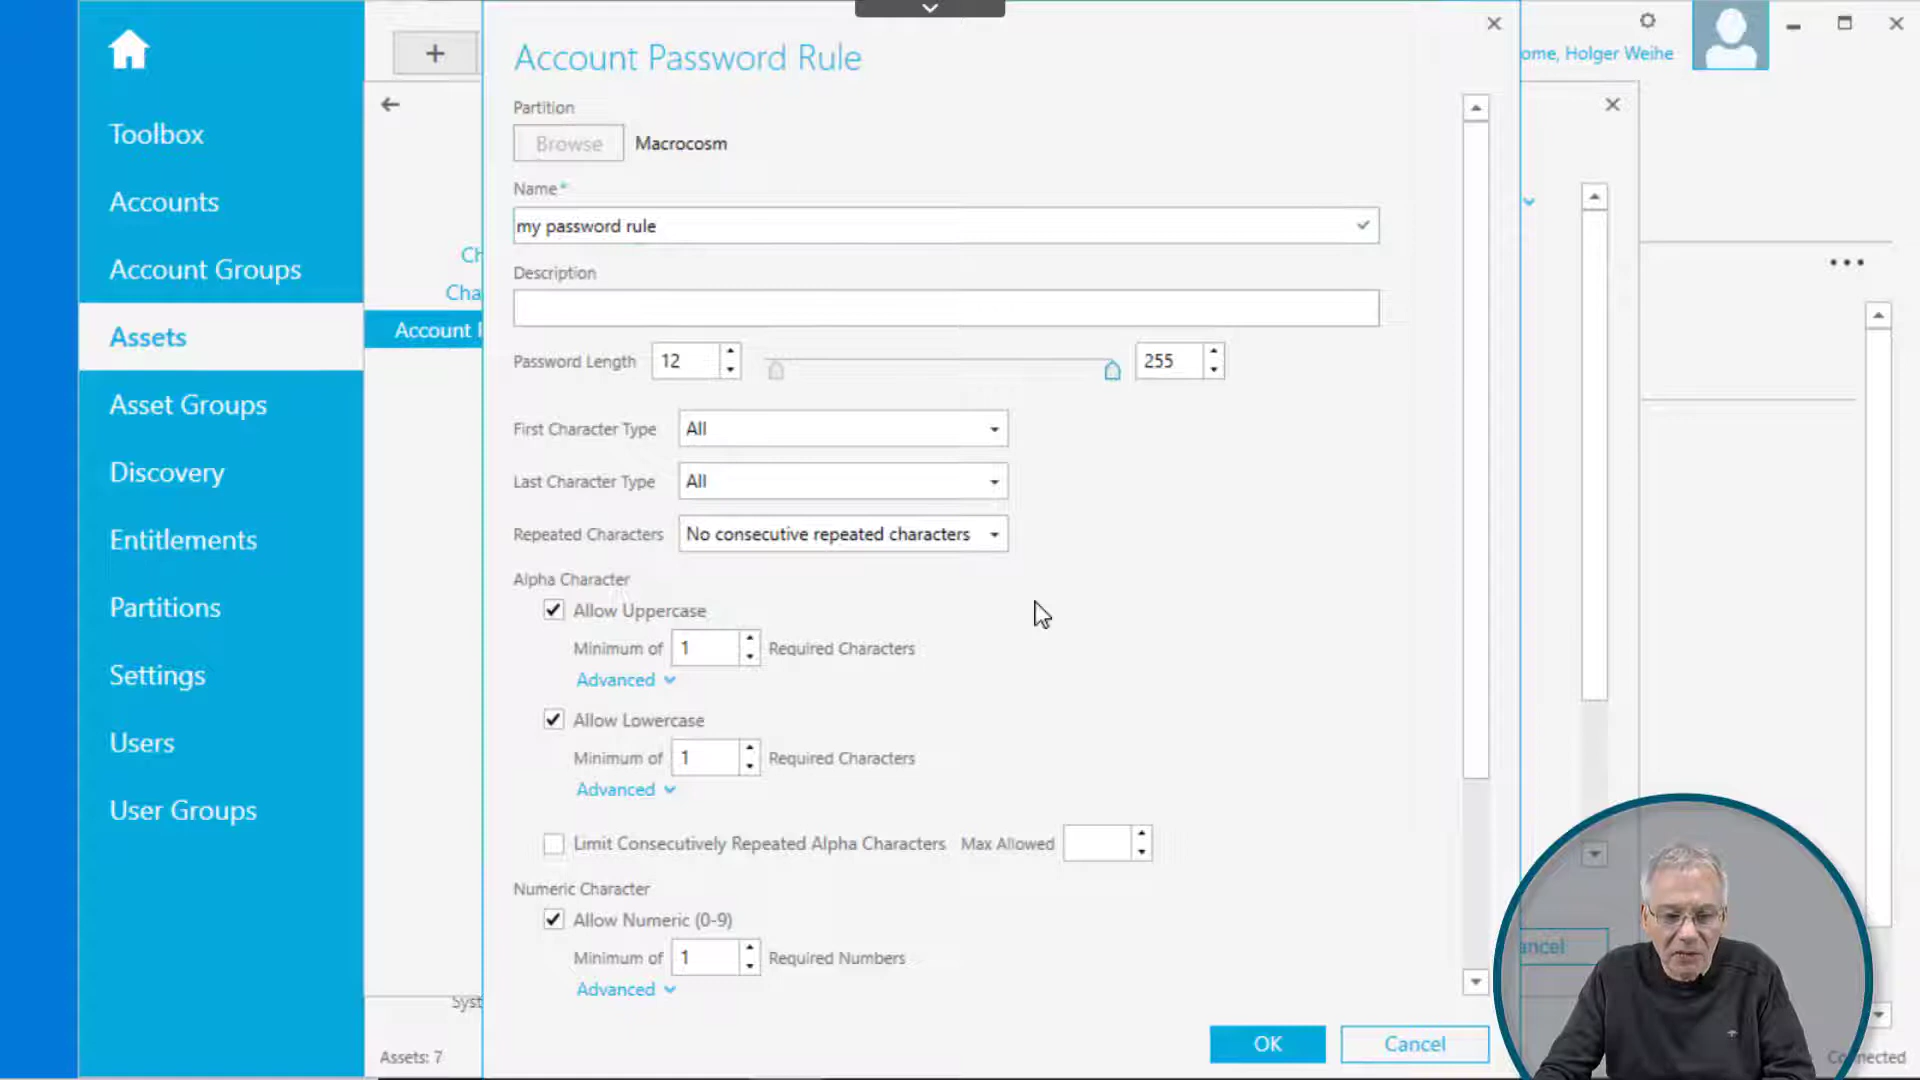 Account Password Rule
ome, Holger Weihe
Toolbox
Accounts
Account Groups
Assets
Asset Groups
Discovery
Entitlements
Partitions
Settings
Users
User Groups
Ch
Cha
Account
Syst
Assets: 7
Partition
Browse Macrocosm
Name*
my password rule
Description
Password Length 12 255
First Character Type All
Last Character Type All
Repeated Characters No consecutive repeated characters
Alpha Character
Allow Uppercase
Minimum of 1 Required Characters
Advanced
Allow Lowercase
Minimum of 1 Required Characters
Advanced
Limit Consecutively Repeated Alpha Characters Max Allowed
Numeric Character
Allow Numeric (0-9)
Minimum of 1 Required Numbers
Advanced
OK Cancel
ancel